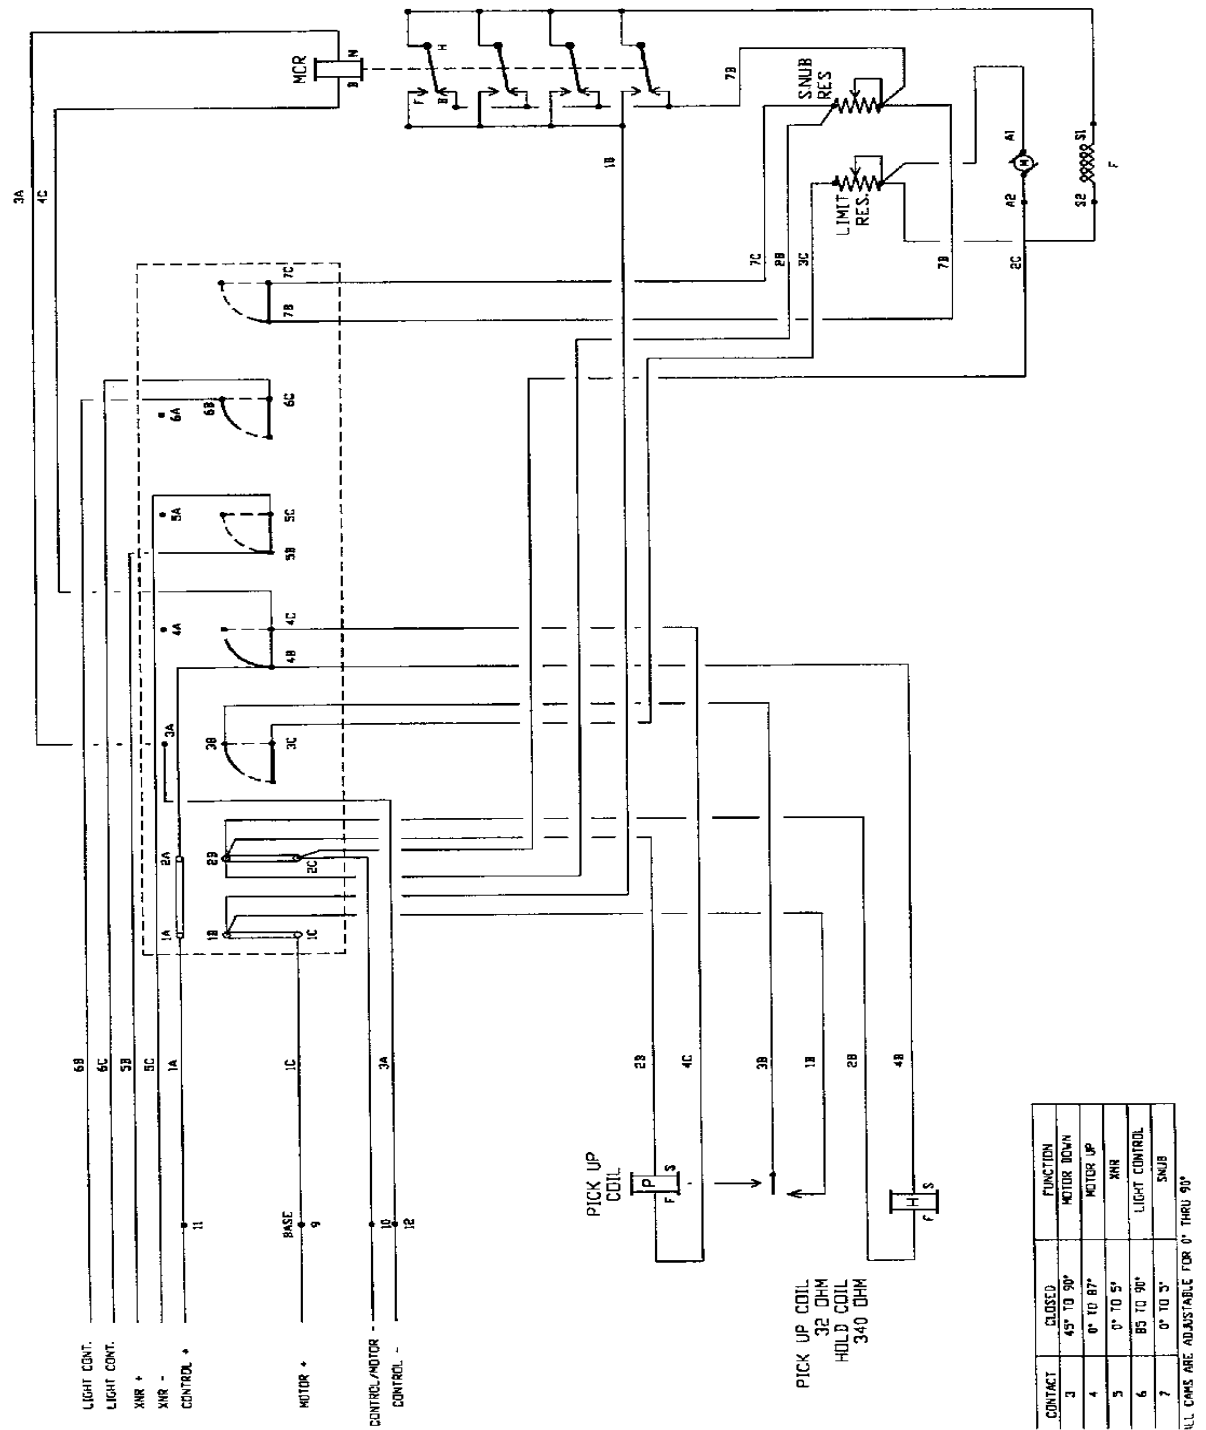 MCR
N
B
H
F
B
7B
S.NUB
RES
3A
4C
1B
LIMIT
RES.
A1
M
A2
S1
S2
F
7C
2B
3C
7B
2C
7C
7B
6A
6B
6C
5A
5C
5B
4A
4C
4B
3A
3B
3C
2A
2B
2C
1A
1B
1C
6B
6C
5B
5C
1A
1C
3A
2B
4C
3B
1B
2B
4B
PICK UP
COIL
P
S
F
H
S
F
11
BASE
9
10
12
LIGHT CONT.
LIGHT CONT.
XNR +
XNR -
CONTROL +
MOTOR +
CONTROL/MOTOR -
CONTROL -
PICK UP COIL
32 OHM
HOLD COIL
340 OHM
CONTACT CLOSED FUNCTION
3 45° TO 90° MOTOR DOWN
4 0° TO 87° MOTOR UP
5 0° TO 5° XNR
6 85 TO 90° LIGHT CONTROL
7 0° TO 5° SNUB
ALL CAMS ARE ADJUSTABLE FOR 0° THRU 90°